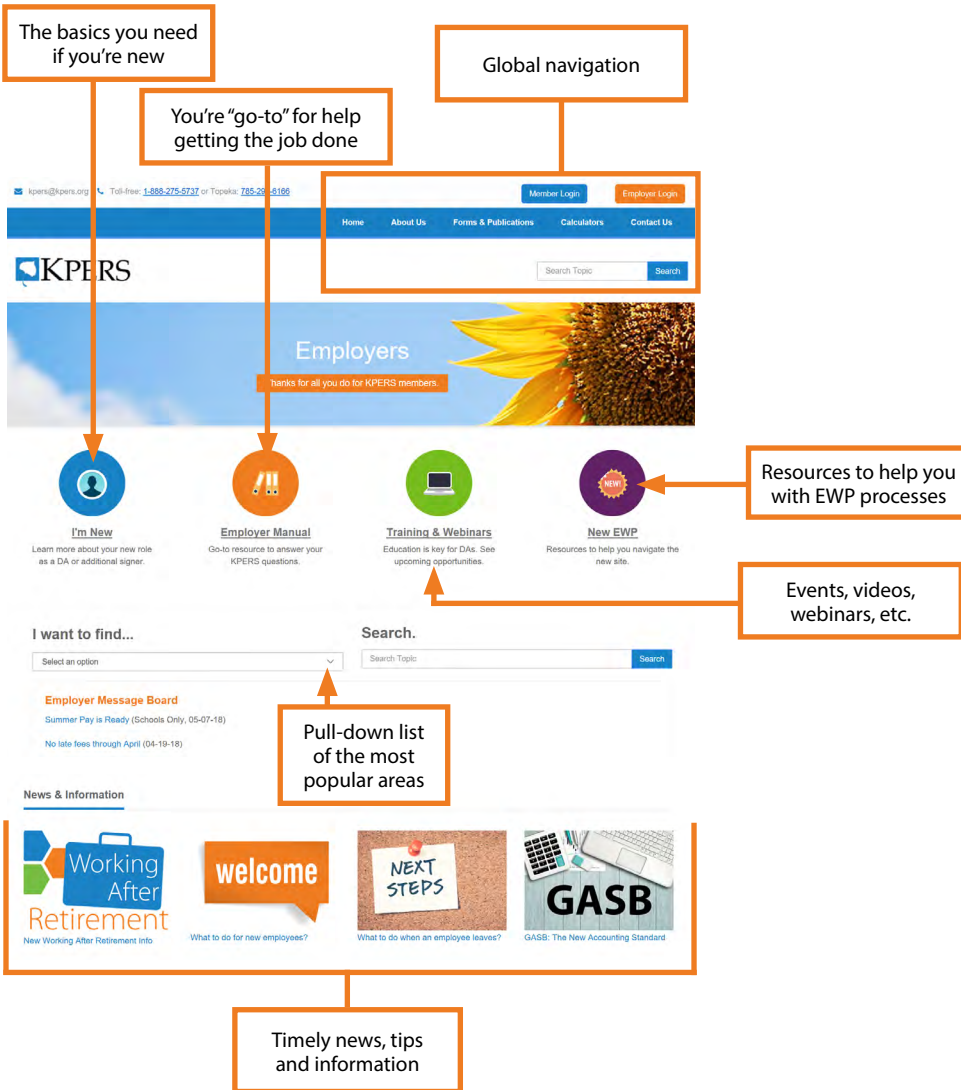 The basics you need
if you're new
Global navigation
You're "go-to" for help
getting the job done
kpers@kpers.org Toll-free: 1-888-275-5737 or Topeka: 785-29 -6166
Member Login
Employer Login
Home About Us Forms & Publications Calculators Contact Us
KPERS
Search Topic Search
Employers
Thanks for all you do for KPERS members.
NEW!
Resources to help you
with EWP processes
I'm New
Learn more about your new role
as a DA or additional signer.
Employer Manual
Go-to resource to answer your
KPERS questions.
Training & Webinars
Education is key for DAs. See
upcoming opportunities.
New EWP
Resources to help you navigate the
new site.
Events, videos,
webinars, etc.
I want to find...
Select an option
Search.
Search Topic Search
Employer Message Board
Summer Pay is Ready (Schools Only, 05-07-18)
No late fees through April (04-19-18)
Pull-down list
of the most
popular areas
News & Information
Working
After
Retirement
New Working After Retirement Info
welcome
What to do for new employees?
NEXT
STEPS
What to do when an employee leaves?
GASB
GASB: The New Accounting Standard
Timely news, tips
and information